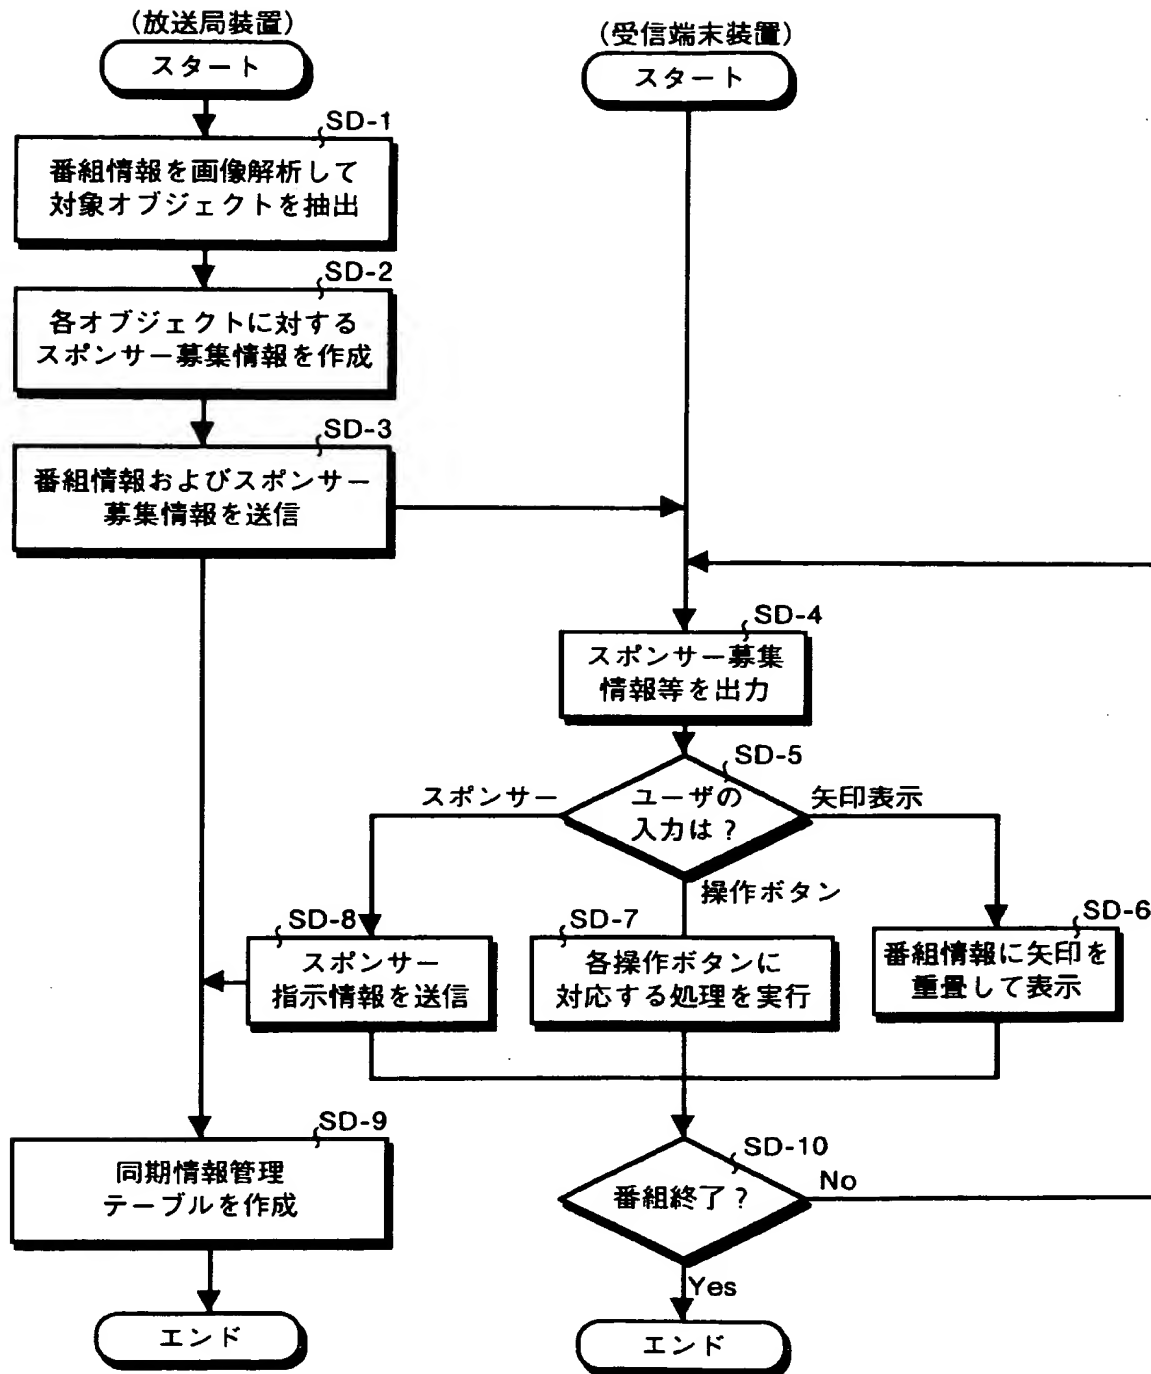 （放送局装置）
スタート
SD-1
番組情報を画像解析して
対象オブジェクトを抽出
SD-2
各オブジェクトに対する
スポンサー募集情報を作成
SD-3
番組情報およびスポンサー
募集情報を送信
（受信端末装置）
スタート
SD-4
スポンサー募集
情報等を出力
SD-5
ユーザの
入力は？
スポンサー
矢印表示
操作ボタン
SD-8
スポンサー
指示情報を送信
SD-7
各操作ボタンに
対応する処理を実行
SD-6
番組情報に矢印を
重畳して表示
SD-9
同期情報管理
テーブルを作成
エンド
SD-10
番組終了？
No
Yes
エンド